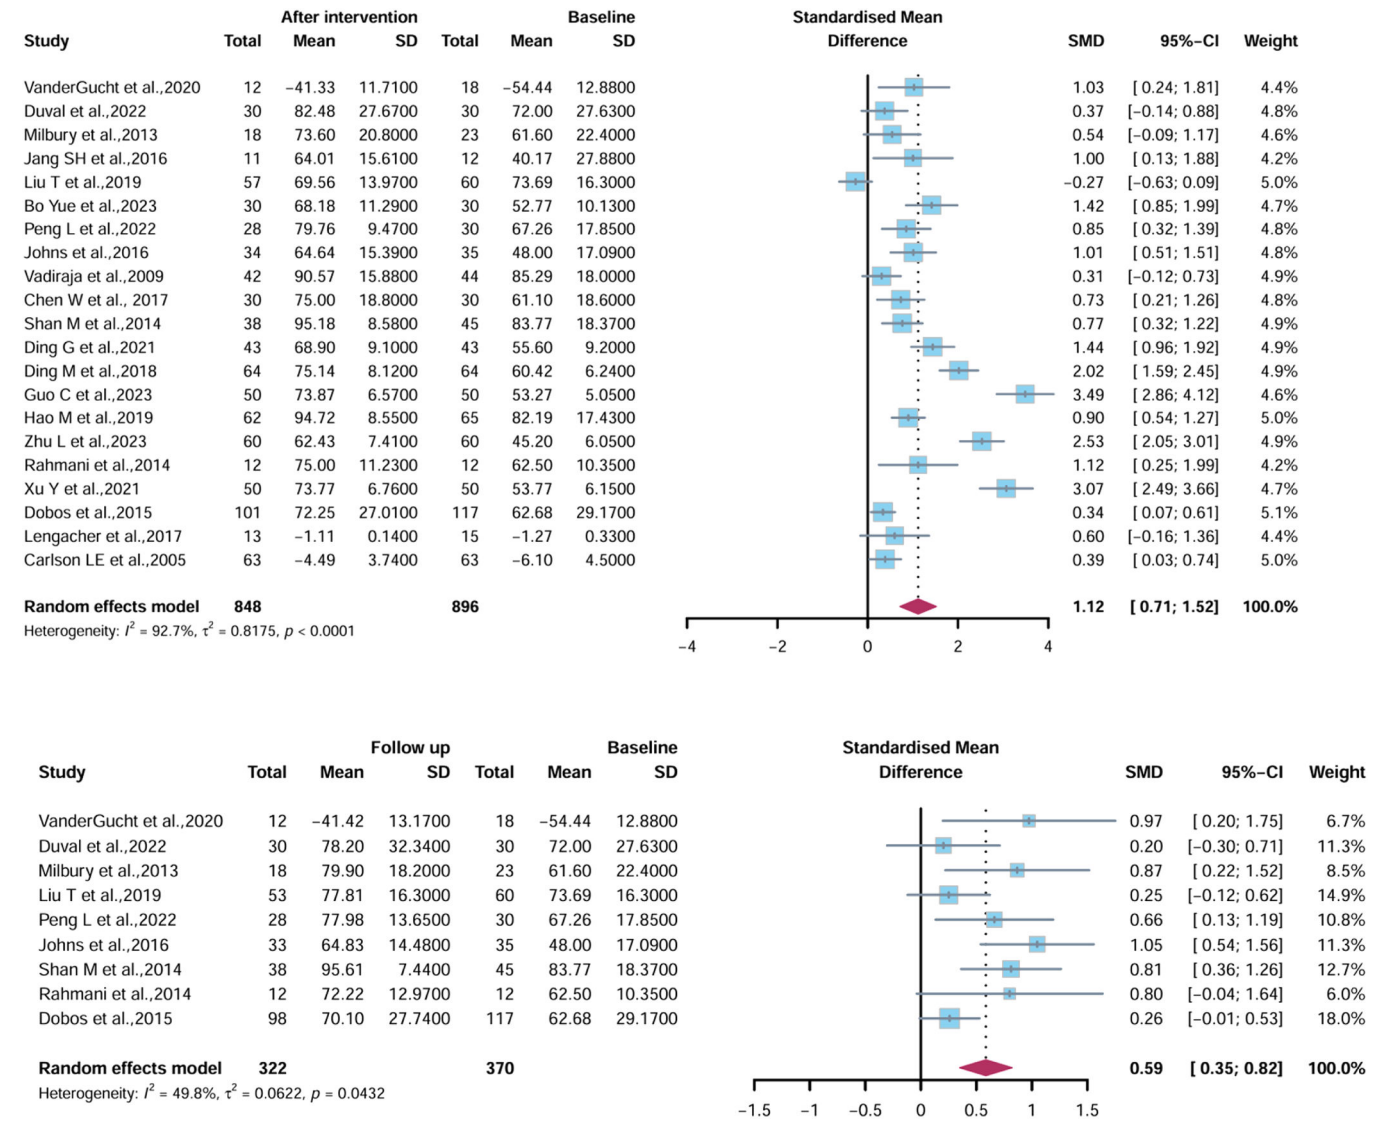 After intervention Baseline Standardised Mean
Study Total Mean SD Total Mean SD Difference SMD 95%−CI Weight
VanderGucht et al.,2020 12 −41.33 11.7100 18 −54.44 12.8800 1.03 [ 0.24; 1.81] 4.4%
Duval et al.,2022 30 82.48 27.6700 30 72.00 27.6300 0.37 [−0.14; 0.88] 4.8%
Milbury et al.,2013 18 73.60 20.8000 23 61.60 22.4000 0.54 [−0.09; 1.17] 4.6%
Jang SH et al.,2016 11 64.01 15.6100 12 40.17 27.8800 1.00 [ 0.13; 1.88] 4.2%
Liu T et al.,2019 57 69.56 13.9700 60 73.69 16.3000 −0.27 [−0.63; 0.09] 5.0%
Bo Yue et al.,2023 30 68.18 11.2900 30 52.77 10.1300 1.42 [ 0.85; 1.99] 4.7%
Peng L et al.,2022 28 79.76 9.4700 30 67.26 17.8500 0.85 [ 0.32; 1.39] 4.8%
Johns et al.,2016 34 64.64 15.3900 35 48.00 17.0900 1.01 [ 0.51; 1.51] 4.8%
Vadiraja et al.,2009 42 90.57 15.8800 44 85.29 18.0000 0.31 [−0.12; 0.73] 4.9%
Chen W et al., 2017 30 75.00 18.8000 30 61.10 18.6000 0.73 [ 0.21; 1.26] 4.8%
Shan M et al.,2014 38 95.18 8.5800 45 83.77 18.3700 0.77 [ 0.32; 1.22] 4.9%
Ding G et al.,2021 43 68.90 9.1000 43 55.60 9.2000 1.44 [ 0.96; 1.92] 4.9%
Ding M et al.,2018 64 75.14 8.1200 64 60.42 6.2400 2.02 [ 1.59; 2.45] 4.9%
Guo C et al.,2023 50 73.87 6.5700 50 53.27 5.0500 3.49 [ 2.86; 4.12] 4.6%
Hao M et al.,2019 62 94.72 8.5500 65 82.19 17.4300 0.90 [ 0.54; 1.27] 5.0%
Zhu L et al.,2023 60 62.43 7.4100 60 45.20 6.0500 2.53 [ 2.05; 3.01] 4.9%
Rahmani et al.,2014 12 75.00 11.2300 12 62.50 10.3500 1.12 [ 0.25; 1.99] 4.2%
Xu Y et al.,2021 50 73.77 6.7600 50 53.77 6.1500 3.07 [ 2.49; 3.66] 4.7%
Dobos et al.,2015 101 72.25 27.0100 117 62.68 29.1700 0.34 [ 0.07; 0.61] 5.1%
Lengacher et al.,2017 13 −1.11 0.1400 15 −1.27 0.3300 0.60 [−0.16; 1.36] 4.4%
Carlson LE et al.,2005 63 −4.49 3.7400 63 −6.10 4.5000 0.39 [ 0.03; 0.74] 5.0%
Random effects model 848 896 1.12 [ 0.71; 1.52] 100.0%
Heterogeneity: I² = 92.7%, τ² = 0.8175, p < 0.0001
−4 −2 0 2 4
Follow up Baseline Standardised Mean
Study Total Mean SD Total Mean SD Difference SMD 95%−CI Weight
VanderGucht et al.,2020 12 −41.42 13.1700 18 −54.44 12.8800 0.97 [ 0.20; 1.75] 6.7%
Duval et al.,2022 30 78.20 32.3400 30 72.00 27.6300 0.20 [−0.30; 0.71] 11.3%
Milbury et al.,2013 18 79.90 18.2000 23 61.60 22.4000 0.87 [ 0.22; 1.52] 8.5%
Liu T et al.,2019 53 77.81 16.3000 60 73.69 16.3000 0.25 [−0.12; 0.62] 14.9%
Peng L et al.,2022 28 77.98 13.6500 30 67.26 17.8500 0.66 [ 0.13; 1.19] 10.8%
Johns et al.,2016 33 64.83 14.4800 35 48.00 17.0900 1.05 [ 0.54; 1.56] 11.3%
Shan M et al.,2014 38 95.61 7.4400 45 83.77 18.3700 0.81 [ 0.36; 1.26] 12.7%
Rahmani et al.,2014 12 72.22 12.9700 12 62.50 10.3500 0.80 [−0.04; 1.64] 6.0%
Dobos et al.,2015 98 70.10 27.7400 117 62.68 29.1700 0.26 [−0.01; 0.53] 18.0%
Random effects model 322 370 0.59 [ 0.35; 0.82] 100.0%
Heterogeneity: I² = 49.8%, τ² = 0.0622, p = 0.0432
−1.5 −1 −0.5 0 0.5 1 1.5